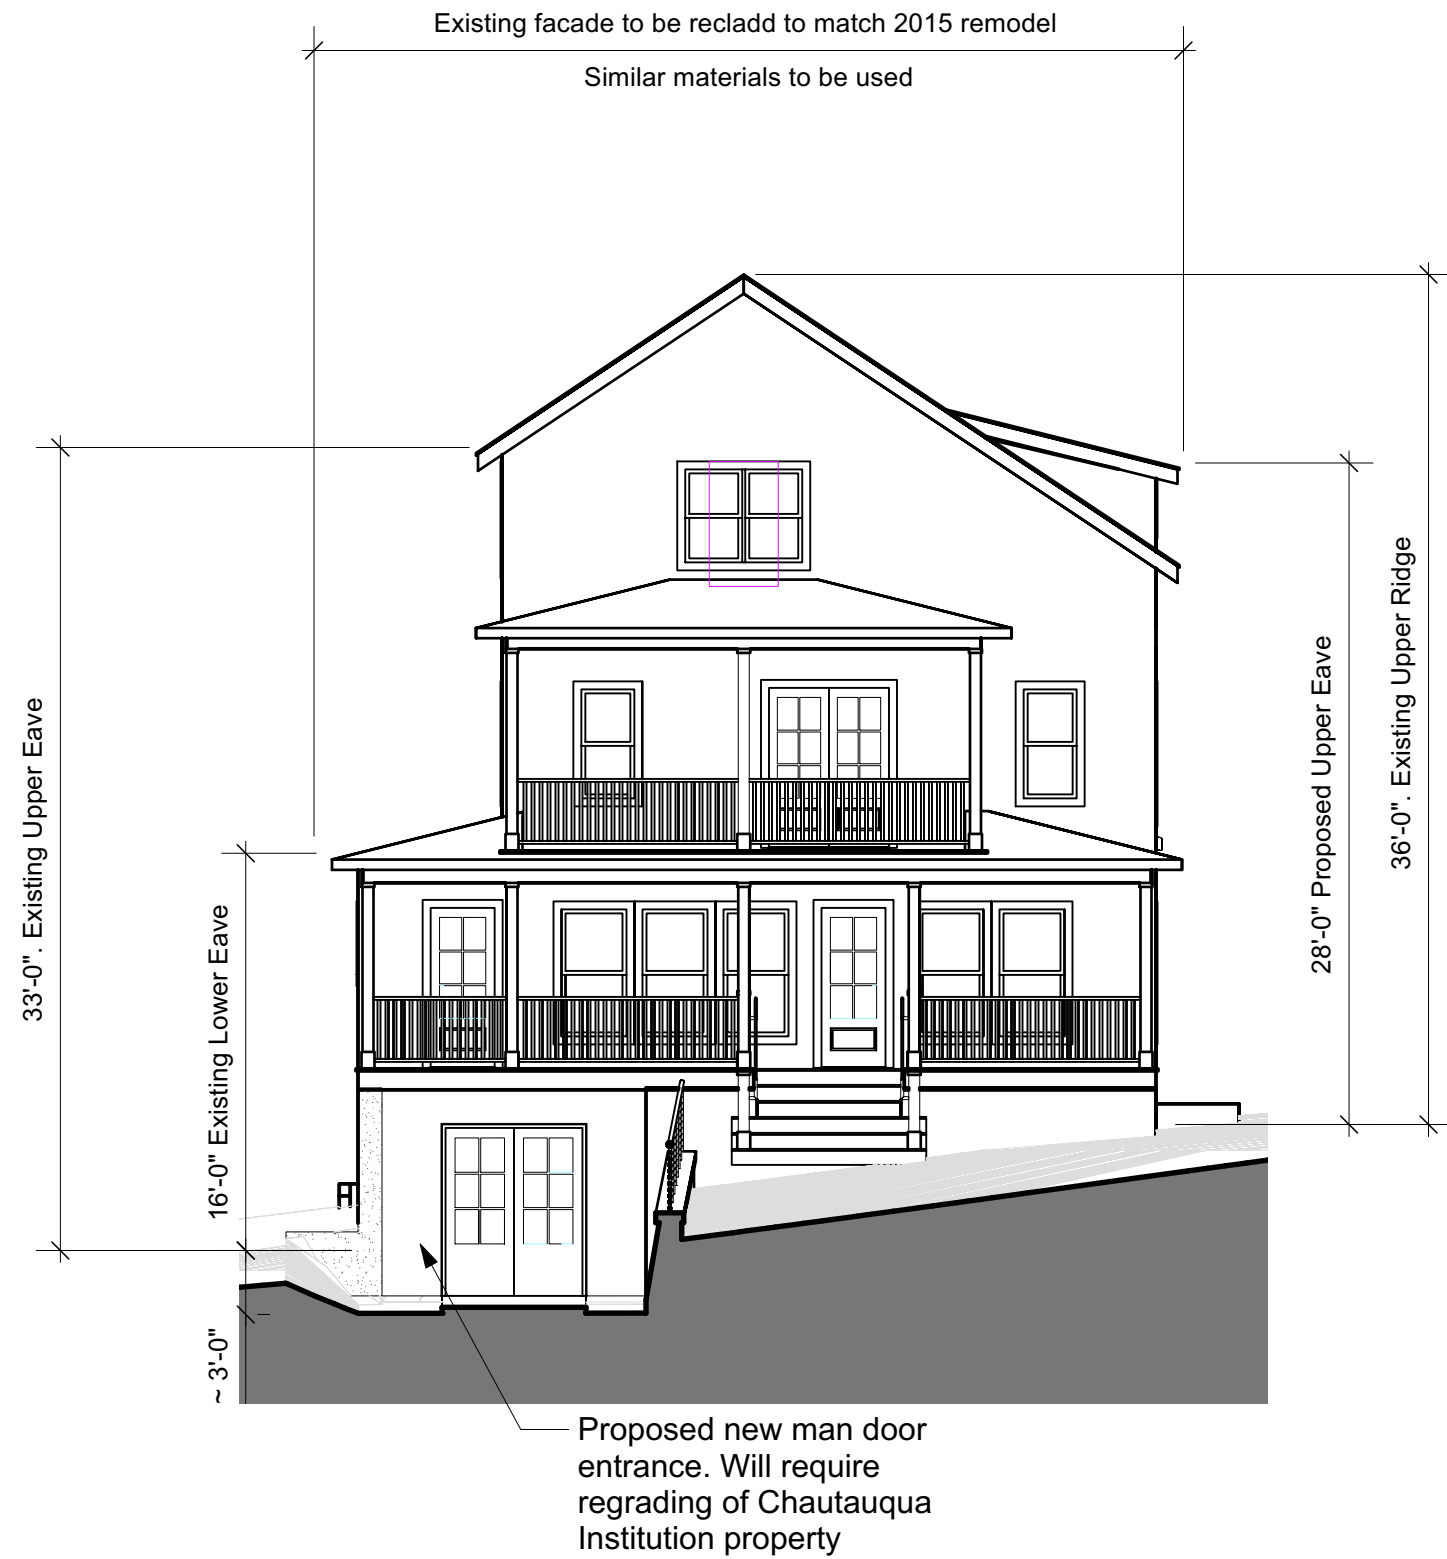 Existing facade to be recladd to match 2015 remodel
Similar materials to be used
33'-0". Existing Upper Eave
16'-0" Existing Lower Eave
~ 3'-0"
28'-0" Proposed Upper Eave
36'-0". Existing Upper Ridge
Proposed new man door
entrance. Will require
regrading of Chautauqua
Institution property